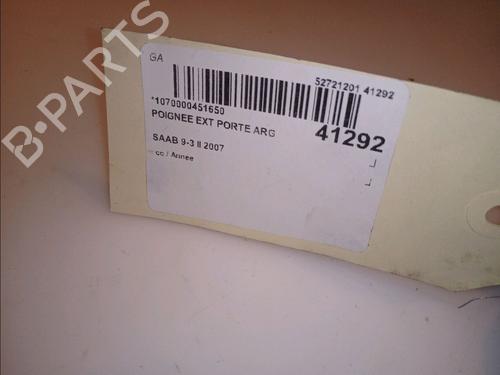 GA
52721201 41292
*1070000451650
POIGNEE EXT PORTE ARG
41292
SAAB 9-3 II 2007
cc / Annee
B-PARTS